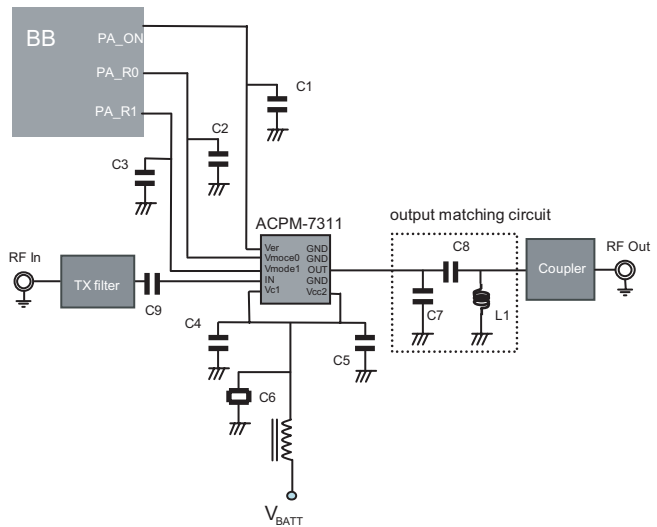 BB
PA_ON
PA_R0
PA_R1
C1
C2
C3
ACPM-7311
Ver
Vmoce0
Vmode1
IN
Vc1
GND
GND
OUT
GND
Vcc2
output matching circuit
C8
C7
L1
RF In
TX filter
C9
Coupler
RF Out
C4
C5
C6
VBATT